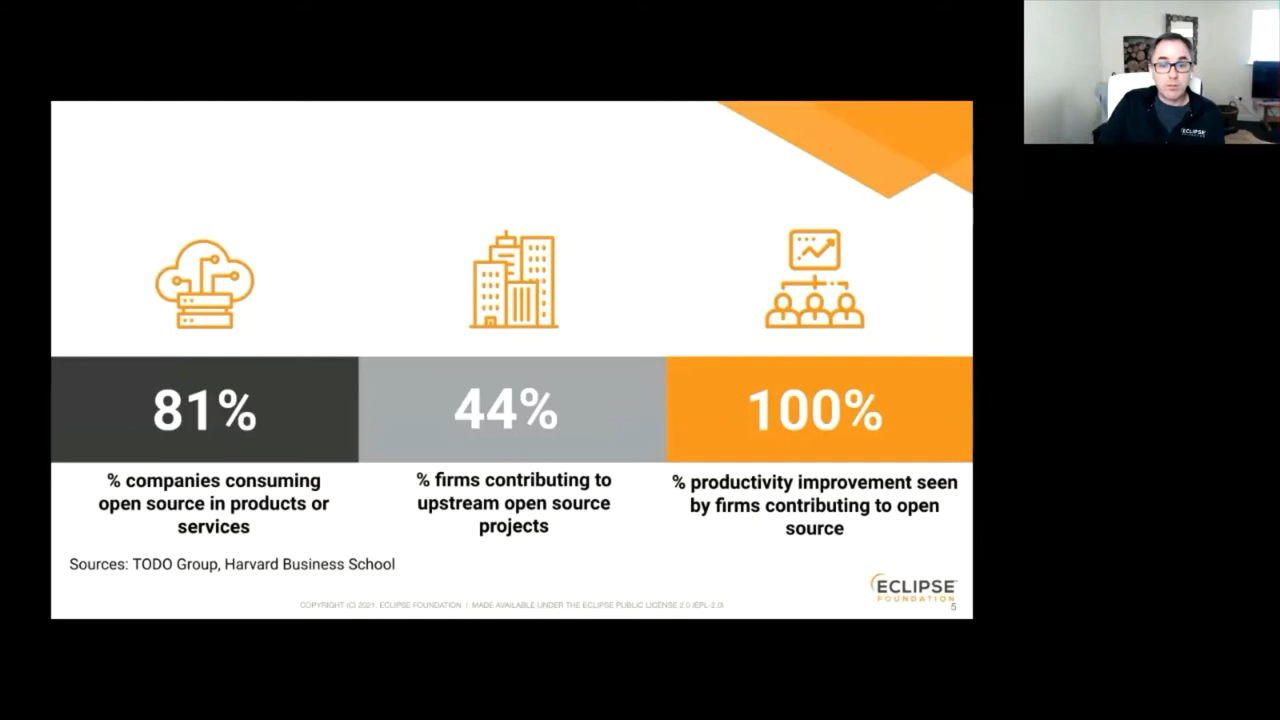 ECLIPSE
81%
44%
100%
% companies consuming
open source in products or
services
% firms contributing to
upstream open source
projects
% productivity improvement seen
by firms contributing to open
source
Sources: TODO Group, Harvard Business School
COPYRIGHT (C) 2021, ECLIPSE FOUNDATION | MADE AVAILABLE UNDER THE ECLIPSE PUBLIC LICENSE 2.0 (EPL-2.0)
ECLIPSE
FOUNDATION
5